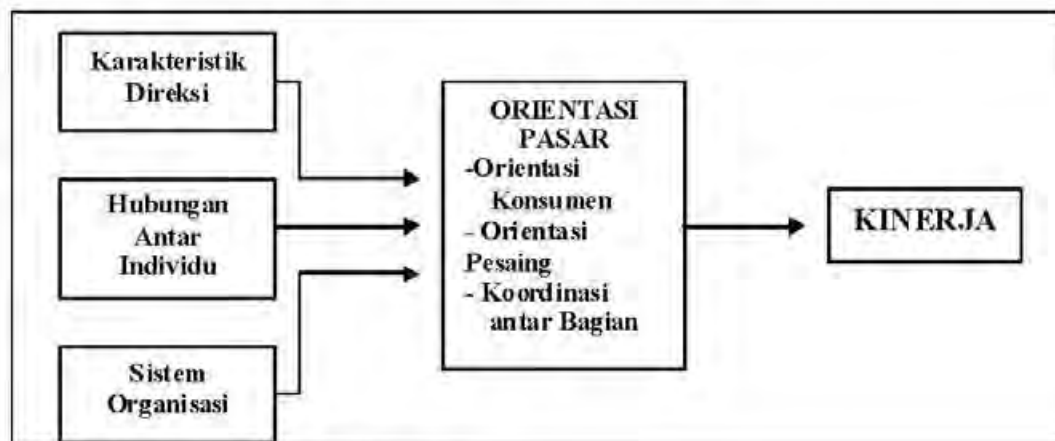 Karakteristik
Direksi
Hubungan
Antar
Individu
Sistem
Organisasi
ORIENTASI
PASAR
-Orientasi
Konsumen
- Orientasi
Pesaing
- Koordinasi
antar Bagian
KINERJA